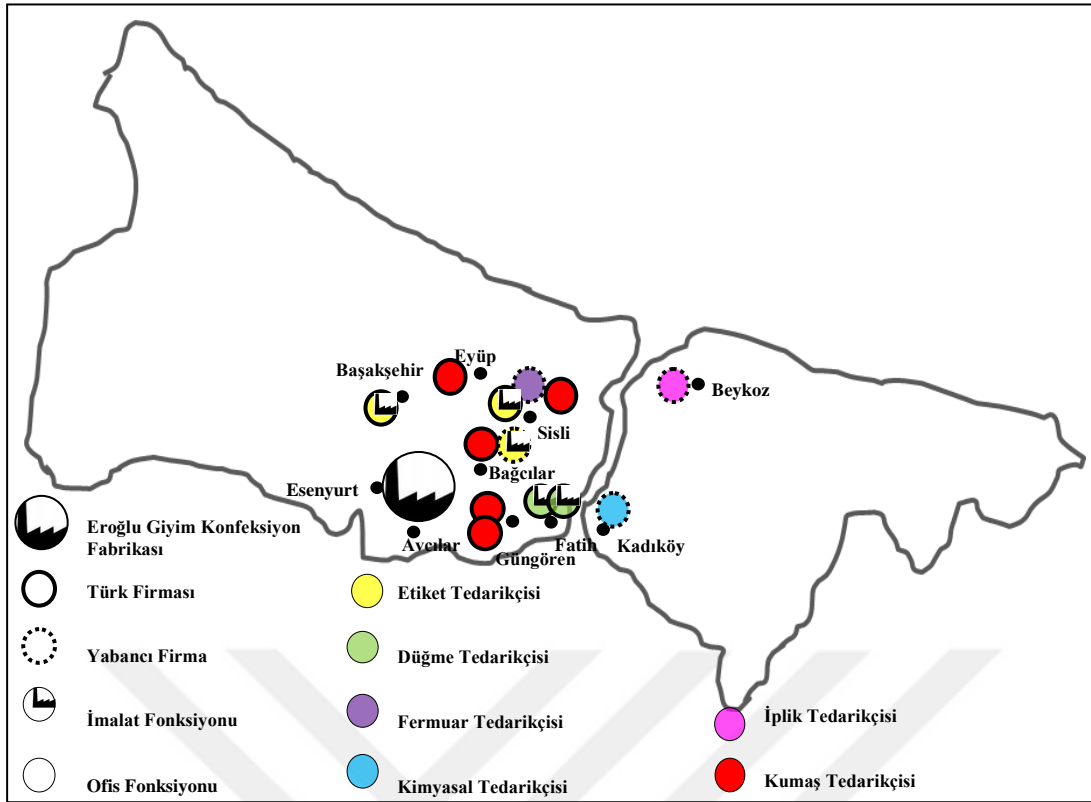 Eyüp
Başakşehir
Beykoz
Sisli
Bağcılar
Esenyurt
Avcılar
Güngören
Fatih
Kadıköy
Eroğlu Giyim Konfeksiyon
Fabrikası
Türk Firması
Etiket Tedarikçisi
Yabancı Firma
Düğme Tedarikçisi
İmalat Fonksiyonu
Fermuar Tedarikçisi
İplik Tedarikçisi
Ofis Fonksiyonu
Kimyasal Tedarikçisi
Kumaş Tedarikçisi